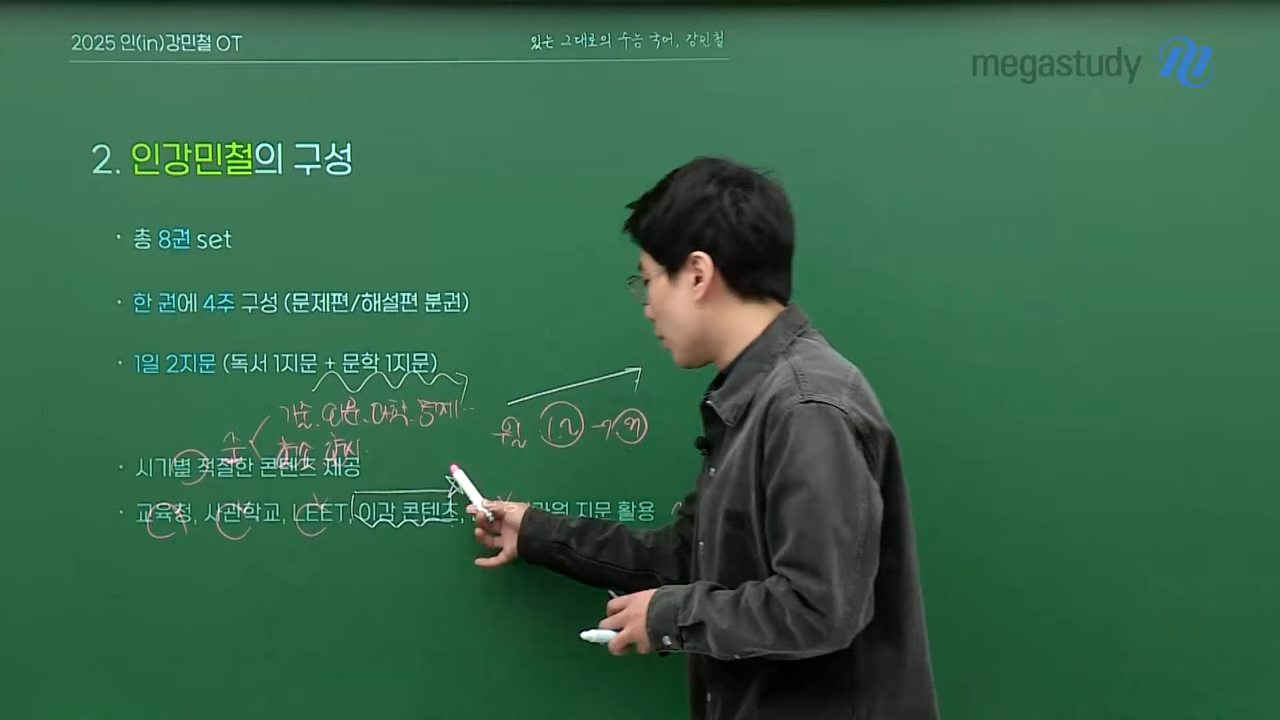 2025 인(in)강민철 OT
있는 그대로의 수능 국어, 강민철
megastudy
2. 인강민철의 구성
· 총 8권 set
· 한 권에 4주 구성 (문제편/해설편 분권)
· 1일 2지문 (독서 1지문 + 문학 1지문)
· 시기별 적절한 콘텐츠 제공
· 교육청, 사관학교, LEET, 이감 콘텐츠, 지문 활용